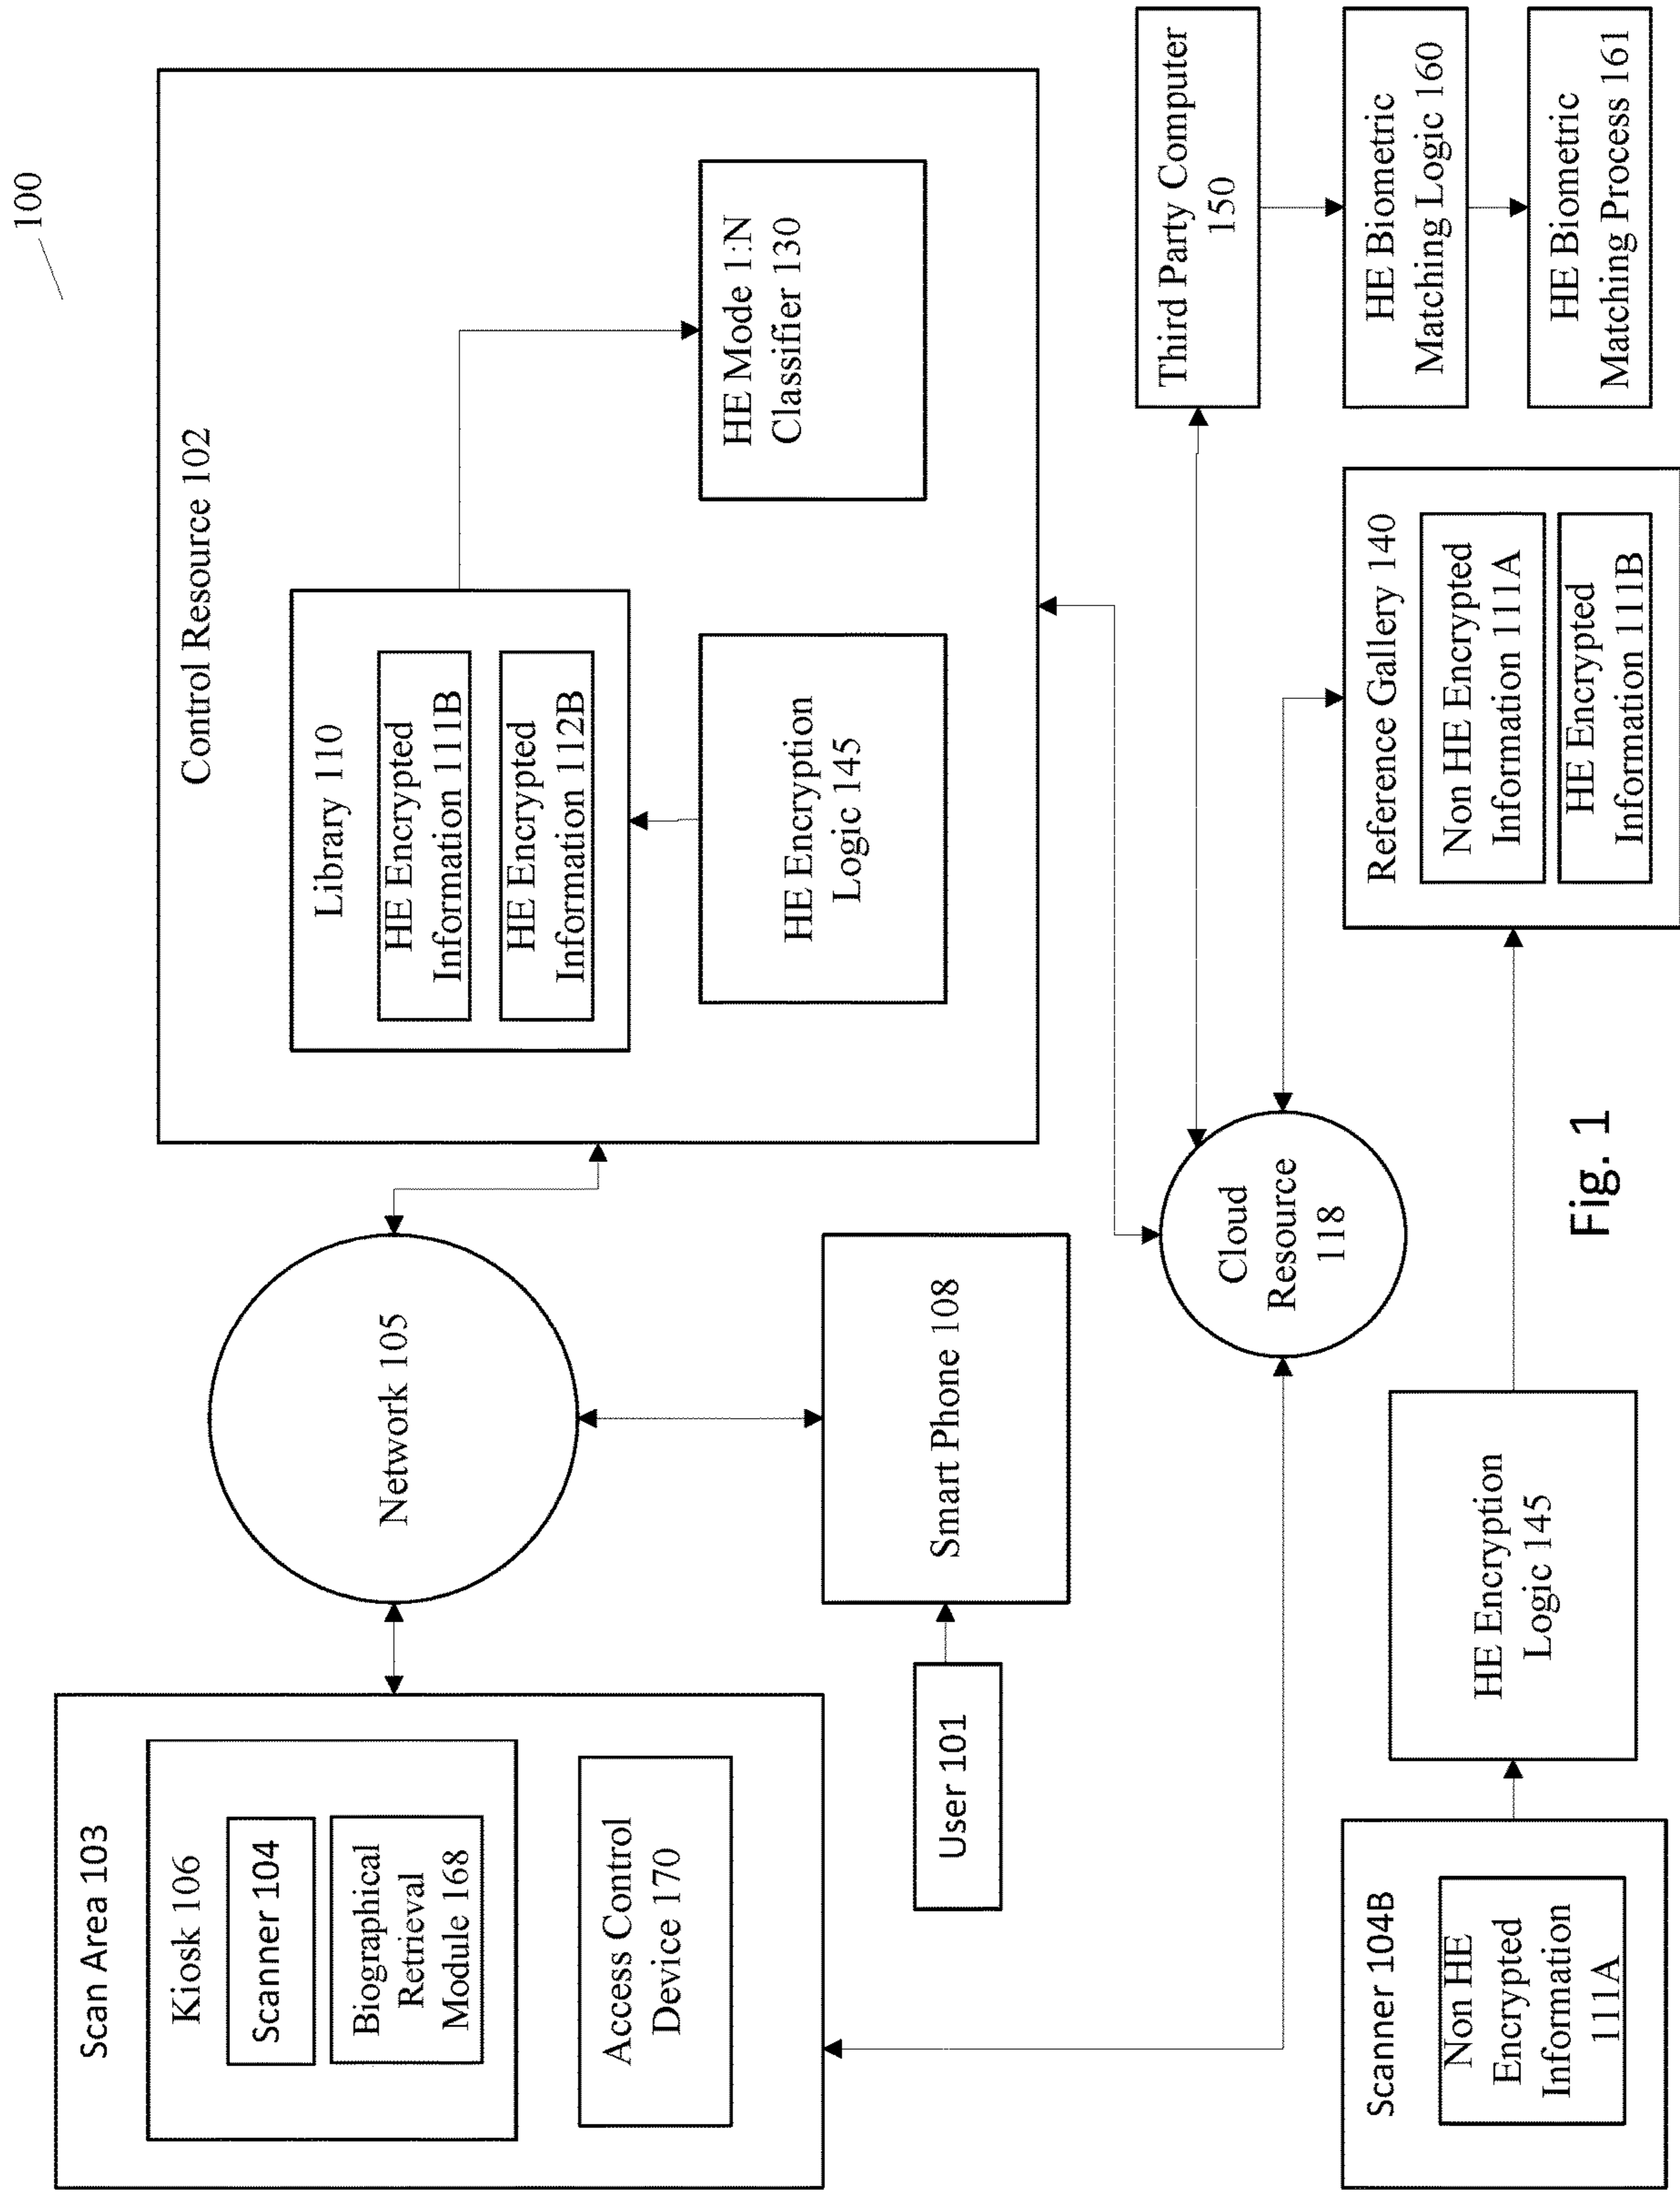 100
Scan Area 103
Kiosk 106
Scanner 104
Biographical
Retrieval
Module 168
Access Control
Device 170
Network 105
User 101
Smart Phone 108
Control Resource 102
Library 110
HE Encrypted
Information 111B
HE Encrypted
Information 112B
HE Encryption
Logic 145
HE Mode 1:N
Classifier 130
Cloud
Resource
118
Third Party Computer
150
HE Biometric
Matching Logic 160
HE Biometric
Matching Process 161
Scanner 104B
Non HE
Encrypted
Information
111A
HE Encryption
Logic 145
Reference Gallery 140
Non HE Encrypted
Information 111A
HE Encrypted
Information 111B
Fig. 1